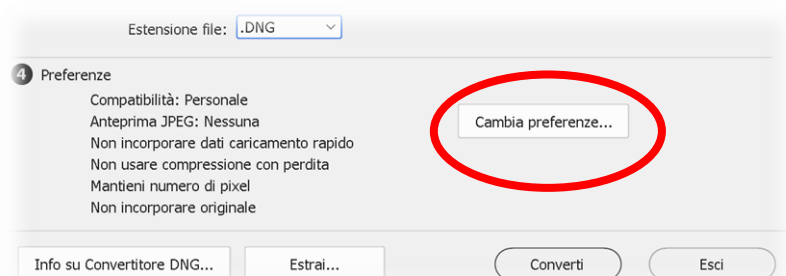 Estensione file: .DNG
4 Preferenze
Compatibilità: Personale
Anteprima JPEG: Nessuna
Cambia preferenze...
Non incorporare dati caricamento rapido
Non usare compressione con perdita
Mantieni numero di pixel
Non incorporare originale
Info su Convertitore DNG... Estrai... Converti Esci